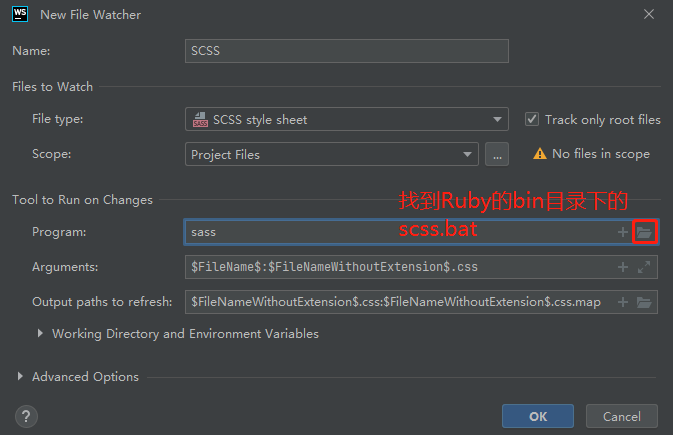 WS New File Watcher
Name: SCSS
Files to Watch
File type: SASS SCSS style sheet Track only root files
Scope: Project Files ... No files in scope
Tool to Run on Changes
找到Ruby的bin目录下的
scss.bat
Program: sass
Arguments: $FileName$:$FileNameWithoutExtension$.css
Output paths to refresh: $FileNameWithoutExtension$.css:$FileNameWithoutExtension$.css.map
Working Directory and Environment Variables
Advanced Options
? OK Cancel